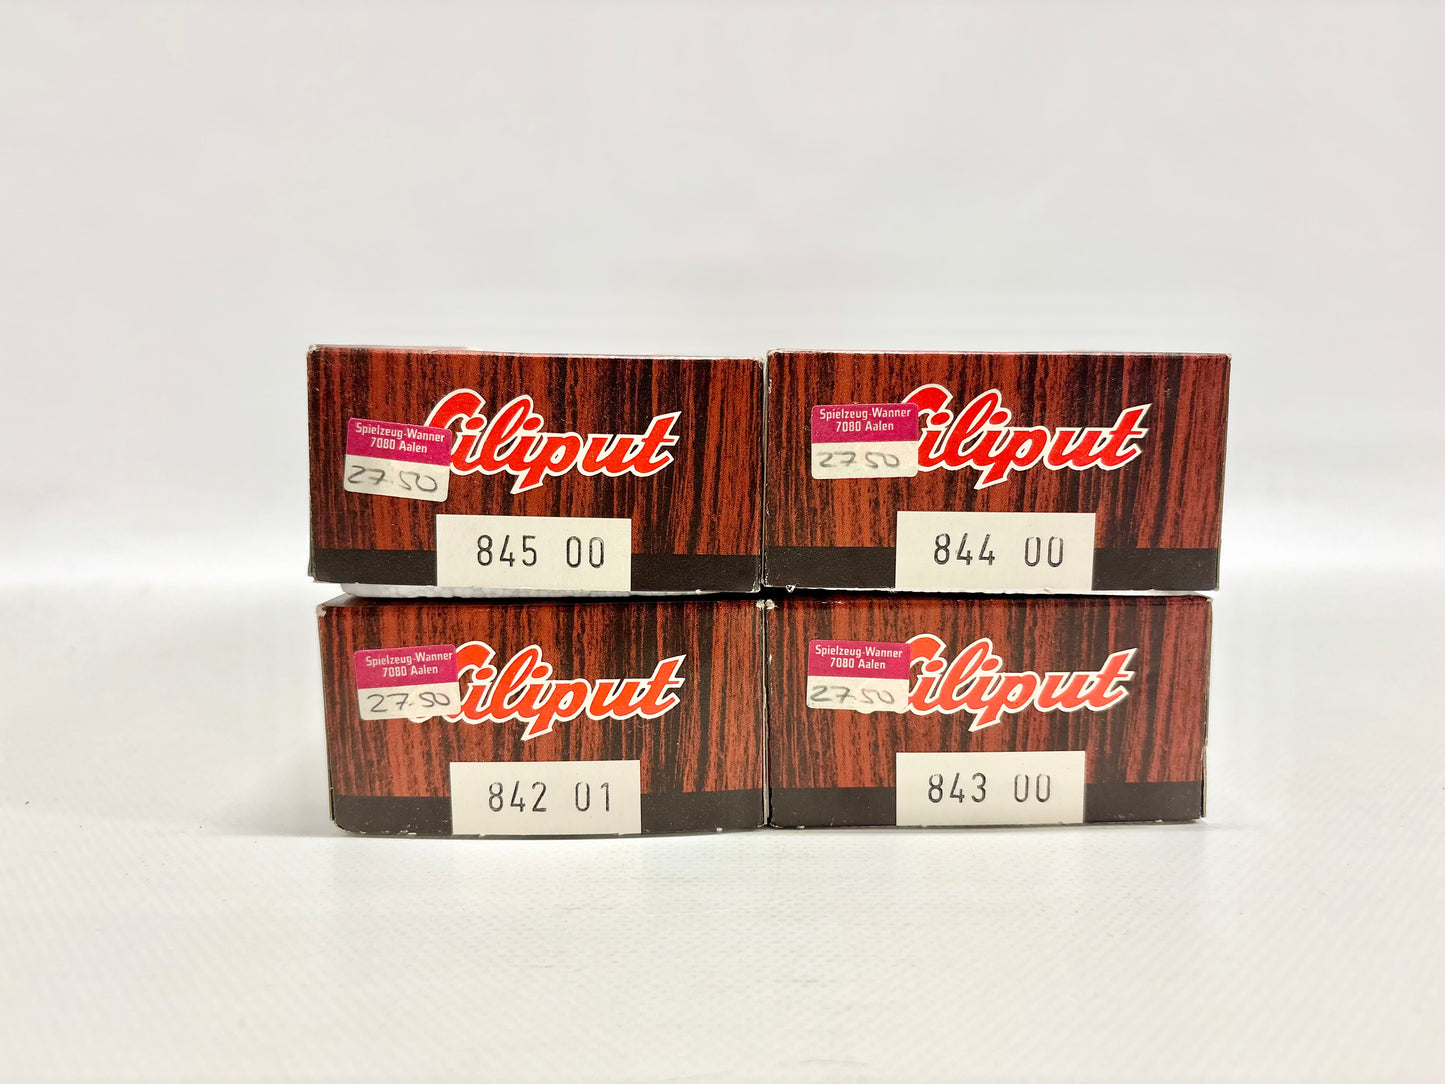 Spielzeug-Wanner
7080 Aalen
27.50
Liliput
845 00
Spielzeug-Wanner
7080 Aalen
27.50
Liliput
844 00
Spielzeug-Wanner
7080 Aalen
27.50
Liliput
842 01
Spielzeug-Wanner
7080 Aalen
27.50
Liliput
843 00